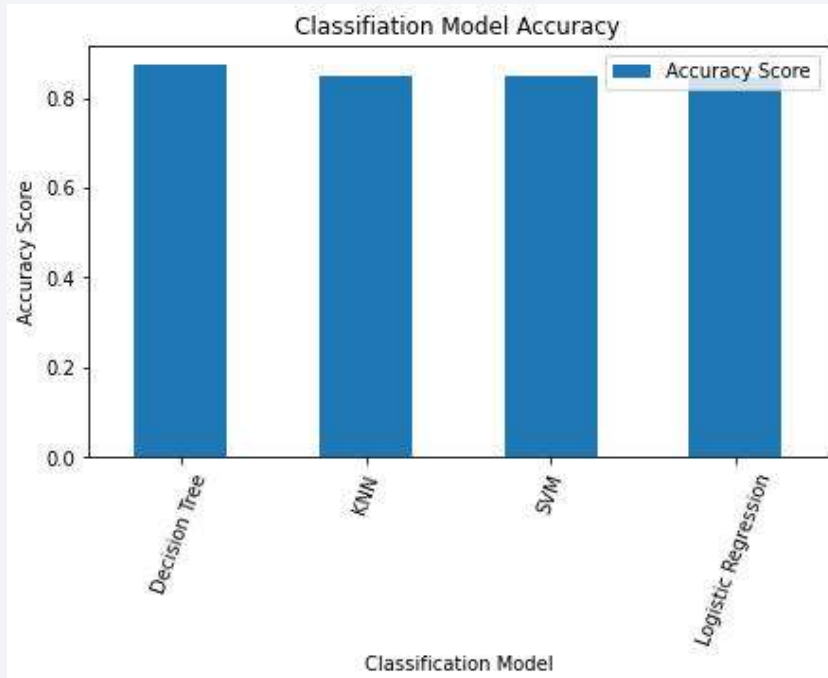 Classifiation Model Accuracy
Accuracy Score
0.8
0.6
0.4
0.2
0.0
Accuracy Score
Decision Tree
KNN
SVM
Logistic Regression
Classification Model